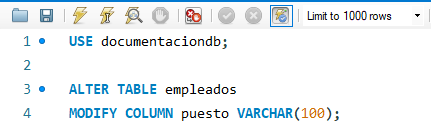 Limit to 1000 rows
1 USE documentaciondb;
2
3 ALTER TABLE empleados
4 MODIFY COLUMN puesto VARCHAR(100);